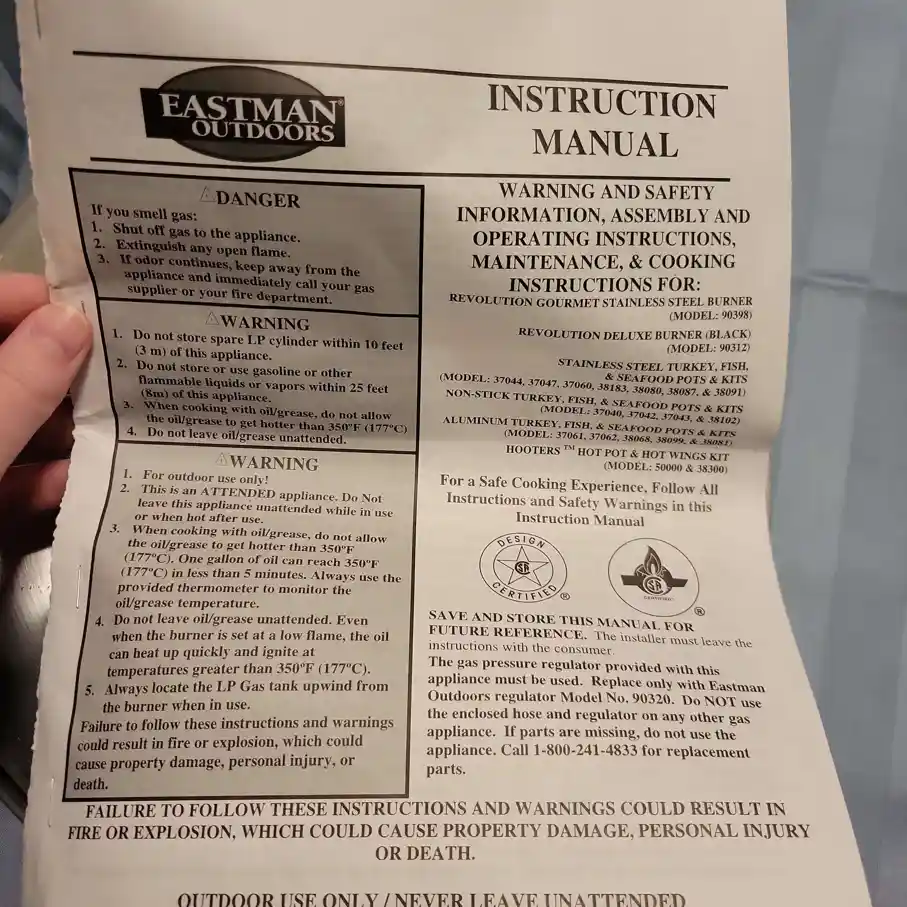 EASTMAN®
OUTDOORS
INSTRUCTION
MANUAL
⚠DANGER
If you smell gas:
1. Shut off gas to the appliance.
2. Extinguish any open flame.
3. If odor continues, keep away from the
appliance and immediately call your gas
supplier or your fire department.
⚠WARNING
1. Do not store spare LP cylinder within 10 feet
(3 m) of this appliance.
2. Do not store or use gasoline or other
flammable liquids or vapors within 25 feet
(8m) of this appliance.
3. When cooking with oil/grease, do not allow
the oil/grease to get hotter than 350°F (177°C)
4. Do not leave oil/grease unattended.
⚠WARNING
1. For outdoor use only!
2. This is an ATTENDED appliance. Do Not
leave this appliance unattended while in use
or when hot after use.
3. When cooking with oil/grease, do not allow
the oil/grease to get hotter than 350°F
(177°C). One gallon of oil can reach 350°F
(177°C) in less than 5 minutes. Always use the
provided thermometer to monitor the
oil/grease temperature.
4. Do not leave oil/grease unattended. Even
when the burner is set at a low flame, the oil
can heat up quickly and ignite at
temperatures greater than 350°F (177°C).
5. Always locate the LP Gas tank upwind from
the burner when in use.
Failure to follow these instructions and warnings
could result in fire or explosion, which could
cause property damage, personal injury, or
death.
WARNING AND SAFETY
INFORMATION, ASSEMBLY AND
OPERATING INSTRUCTIONS,
MAINTENANCE, & COOKING
INSTRUCTIONS FOR:
REVOLUTION GOURMET STAINLESS STEEL BURNER
(MODEL: 90398)
REVOLUTION DELUXE BURNER (BLACK)
(MODEL: 90312)
STAINLESS STEEL TURKEY, FISH,
& SEAFOOD POTS & KITS
(MODEL: 37044, 37047, 37060, 38183, 38080, 38087, & 38091)
NON-STICK TURKEY, FISH, & SEAFOOD POTS & KITS
(MODEL: 37040, 37042, 37043, & 38102)
ALUMINUM TURKEY, FISH, & SEAFOOD POTS & KITS
(MODEL: 37061, 37062, 38068, 38099, & 38081)
HOOTERS ™ HOT POT & HOT WINGS KIT
(MODEL: 50000 & 38300)
For a Safe Cooking Experience, Follow All
Instructions and Safety Warnings in this
Instruction Manual
DESIGN
CERTIFIED ®
®
SAVE AND STORE THIS MANUAL FOR
FUTURE REFERENCE. The installer must leave the
instructions with the consumer.
The gas pressure regulator provided with this
appliance must be used. Replace only with Eastman
Outdoors regulator Model No. 90320. Do NOT use
the enclosed hose and regulator on any other gas
appliance. If parts are missing, do not use the
appliance. Call 1-800-241-4833 for replacement
parts.
FAILURE TO FOLLOW THESE INSTRUCTIONS AND WARNINGS COULD RESULT IN
FIRE OR EXPLOSION, WHICH COULD CAUSE PROPERTY DAMAGE, PERSONAL INJURY
OR DEATH.
OUTDOOR USE ONLY / NEVER LEAVE UNATTENDED